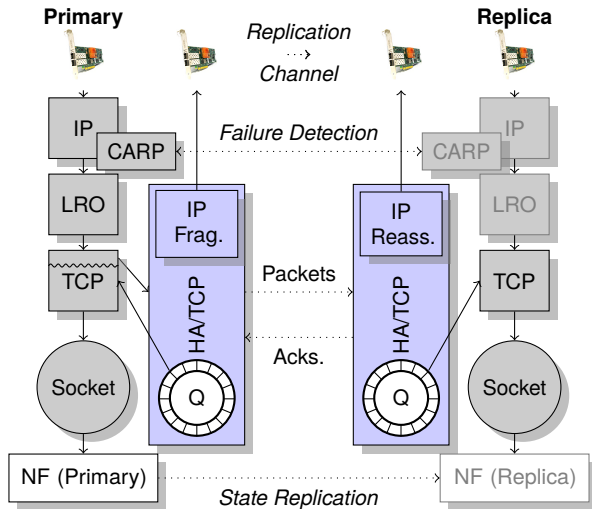 Primary
Replication
Channel
Replica
IP
CARP
Failure Detection
CARP
IP
LRO
IP
Frag.
IP
Reass.
LRO
TCP
HA/TCP
Packets
HA/TCP
TCP
Acks.
Socket
Q
Q
Socket
NF (Primary)
State Replication
NF (Replica)